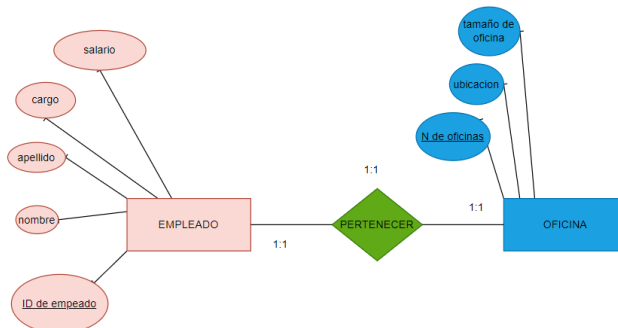 tamaño de
oficina
salario
ubicacion
cargo
N de oficinas
apellido
1:1
nombre
EMPLEADO
1:1
PERTENECER
1:1
OFICINA
ID de empeado